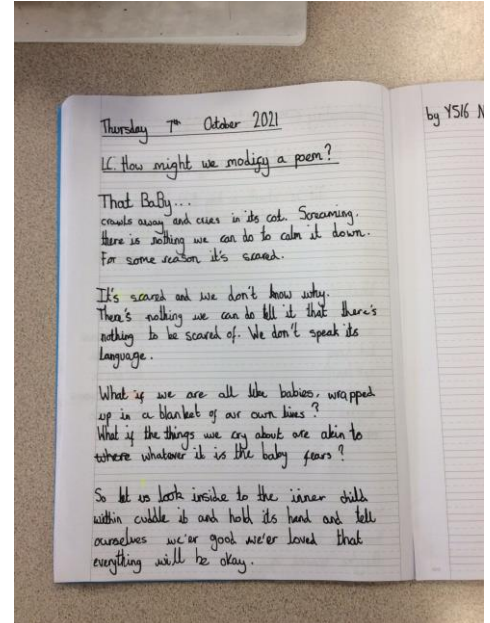 Thursday 7th October 2021
LC. How might we modify a poem?
That BaBy...
crawls away and cries in its cot. Screaming.
there is nothing we can do to calm it down.
For some reason it's scared.
It's scared and we don't know why.
There's nothing we can do tell it that there's
nothing to be scared of. We don't speak its
language.
What if we are all like babies, wrapped
up in a blanket of our own lives?
What if the things we cry about are akin to
where whatever it is the baby fears?
So let us look inside to the inner child
within cuddle it and hold its hand and tell
ourselves we'er good we'er loved that
everything will be okay.
by Y5/6 N